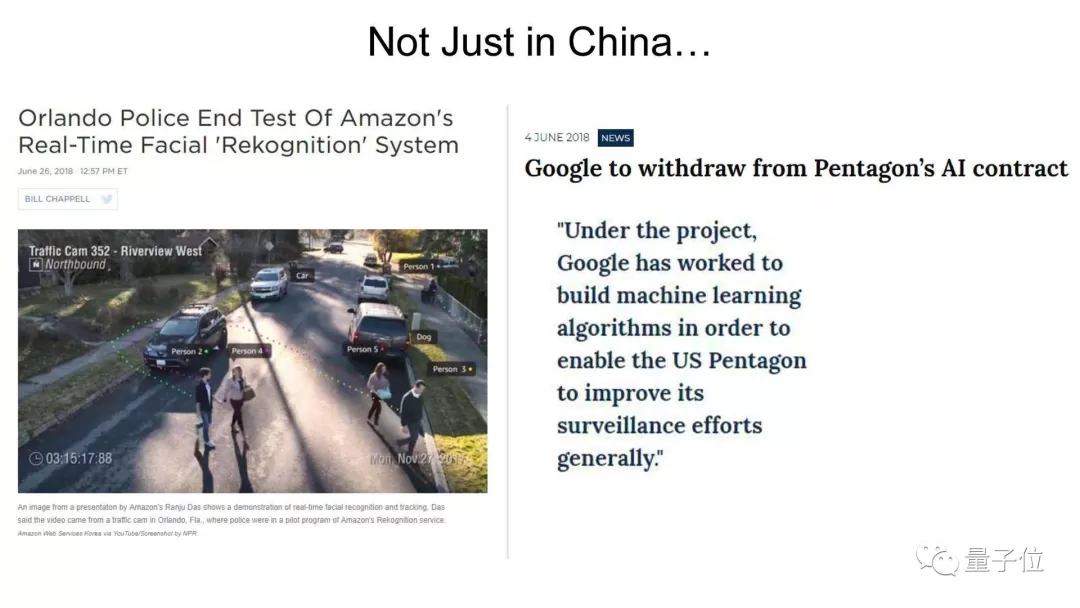 Not Just in China...
Orlando Police End Test Of Amazon's
Real-Time Facial 'Rekognition' System
June 26, 2018 · 12:57 PM ET
BILL CHAPPELL
Traffic Cam 352 - Riverview West
Northbound
Car
Person 1
Person 2
Person 4
Person 5
Dog
Person 3
03:15:17:88
Mon, Nov 27, 2017
An image from a presentaton by Amazon's Ranju Das shows a demonstration of real-time facial recognition and tracking. Das
said the video came from a traffic cam in Orlando, Fla., where police were in a pilot program of Amazon's Rekognition service.
Amazon Web Services Korea via YouTube/Screenshot by NPR
4 JUNE 2018 NEWS
Google to withdraw from Pentagon's AI contract
"Under the project,
Google has worked to
build machine learning
algorithms in order to
enable the US Pentagon
to improve its
surveillance efforts
generally."
量子位